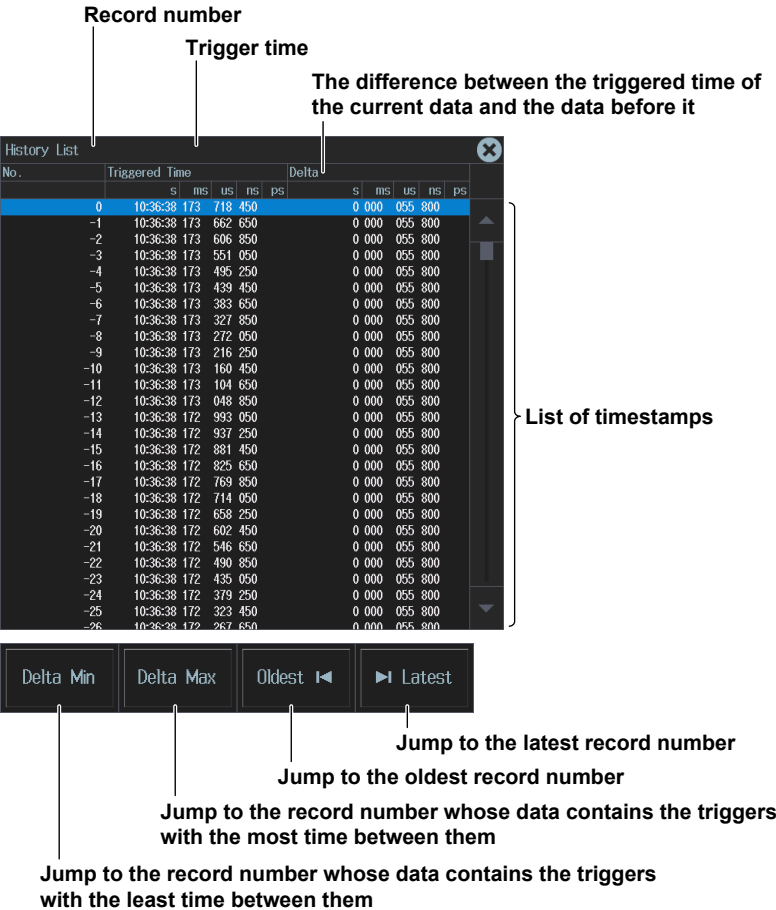 Record number
Trigger time
The difference between the triggered time of
the current data and the data before it
History List
No. Triggered Time Delta
s ms us ns ps s ms us ns ps
0 10:36:38 173 718 450 0 000 055 800
-1 10:36:38 173 662 650 0 000 055 800
-2 10:36:38 173 606 850 0 000 055 800
-3 10:36:38 173 551 050 0 000 055 800
-4 10:36:38 173 495 250 0 000 055 800
-5 10:36:38 173 439 450 0 000 055 800
-6 10:36:38 173 383 650 0 000 055 800
-7 10:36:38 173 327 850 0 000 055 800
-8 10:36:38 173 272 050 0 000 055 800
-9 10:36:38 173 216 250 0 000 055 800
-10 10:36:38 173 160 450 0 000 055 800
-11 10:36:38 173 104 650 0 000 055 800
-12 10:36:38 173 048 850 0 000 055 800
-13 10:36:38 172 993 050 0 000 055 800
-14 10:36:38 172 937 250 0 000 055 800
-15 10:36:38 172 881 450 0 000 055 800
-16 10:36:38 172 825 650 0 000 055 800
-17 10:36:38 172 769 850 0 000 055 800
-18 10:36:38 172 714 050 0 000 055 800
-19 10:36:38 172 658 250 0 000 055 800
-20 10:36:38 172 602 450 0 000 055 800
-21 10:36:38 172 546 650 0 000 055 800
-22 10:36:38 172 490 850 0 000 055 800
-23 10:36:38 172 435 050 0 000 055 800
-24 10:36:38 172 379 250 0 000 055 800
-25 10:36:38 172 323 450 0 000 055 800
-26 10:36:38 172 267 650 0 000 055 800
List of timestamps
Delta Min Delta Max Oldest Latest
Jump to the latest record number
Jump to the oldest record number
Jump to the record number whose data contains the triggers
with the most time between them
Jump to the record number whose data contains the triggers
with the least time between them